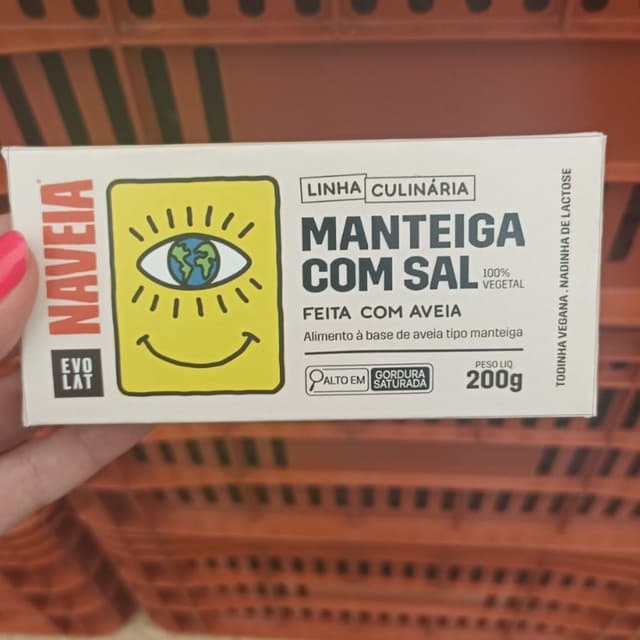 NAVEIA
EVO
LAT
LINHA CULINÁRIA
MANTEIGA
COM SAL
100%
VEGETAL
FEITA COM AVEIA
Alimento à base de aveia tipo manteiga
ALTO EM GORDURA
SATURADA
PESO LIQ
200g
TODINHA VEGANA . NADINHA DE LACTOSE